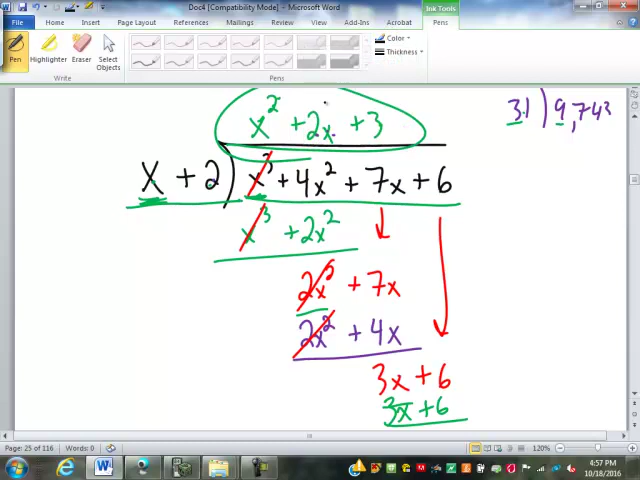 Doc4 [Compatibility Mode] - Microsoft Word
Ink Tools
File Home Insert Page Layout References Mailings Review View Acrobat Pens
Pen Highlighter Eraser Select Objects
Color
Thickness
Write Pens
x² +2x +3
31)9,743
x +2)x³+4x²+7x+6
x³ +2x²
2x² +7x
2x² +4x
3x +6
3x +6
Page: 25 of 116 Words: 0 120%
4:57 PM
10/18/2016